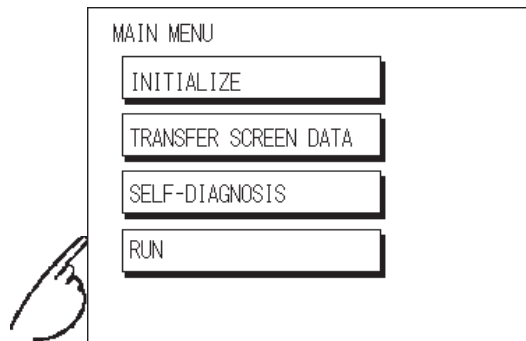 MAIN MENU
INITIALIZE
TRANSFER SCREEN DATA
SELF-DIAGNOSIS
RUN